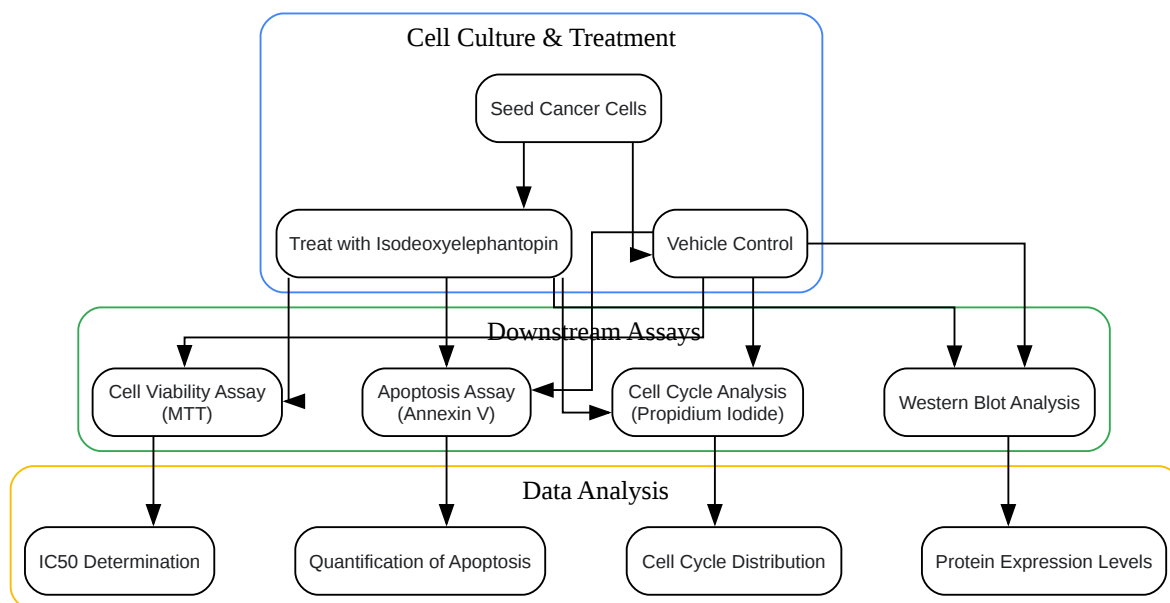 Cell Culture & Treatment
Seed Cancer Cells
Treat with Isodeoxyelephantopin
Vehicle Control
Downstream Assays
Cell Viability Assay
(MTT)
Apoptosis Assay
(Annexin V)
Cell Cycle Analysis
(Propidium Iodide)
Western Blot Analysis
Data Analysis
IC50 Determination
Quantification of Apoptosis
Cell Cycle Distribution
Protein Expression Levels